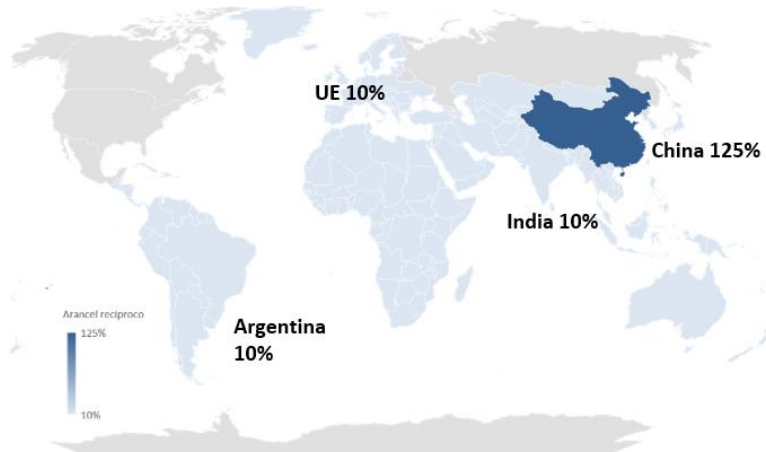 UE 10%
China 125%
India 10%
Arancel recíproco
125%
Argentina
10%
10%